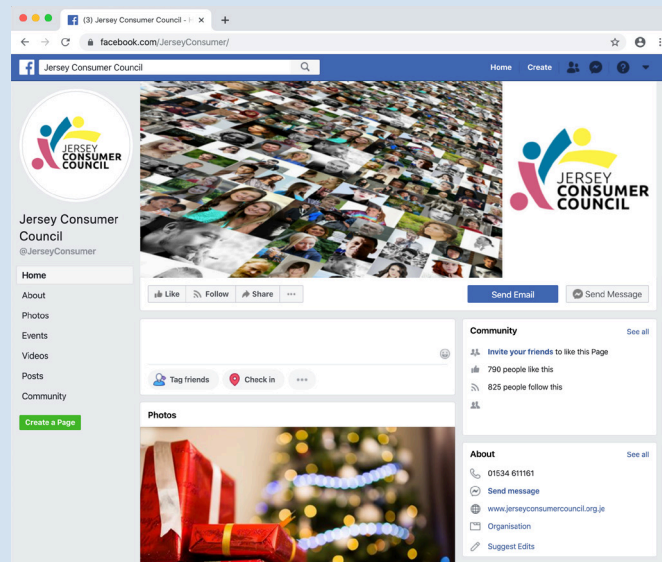 (3) Jersey Consumer Council - H
facebook.com/JerseyConsumer/
Jersey Consumer Council
Home Create
JERSEY
CONSUMER
COUNCIL
JERSEY
CONSUMER
COUNCIL
Jersey Consumer
Council
@JerseyConsumer
Home
About
Photos
Events
Videos
Posts
Community
Create a Page
Like Follow Share
Send Email Send Message
Tag friends Check in
Photos
Community See all
Invite your friends to like this Page
790 people like this
825 people follow this
About See all
01534 611161
Send message
www.jerseyconsumercouncil.org.je
Organisation
Suggest Edits